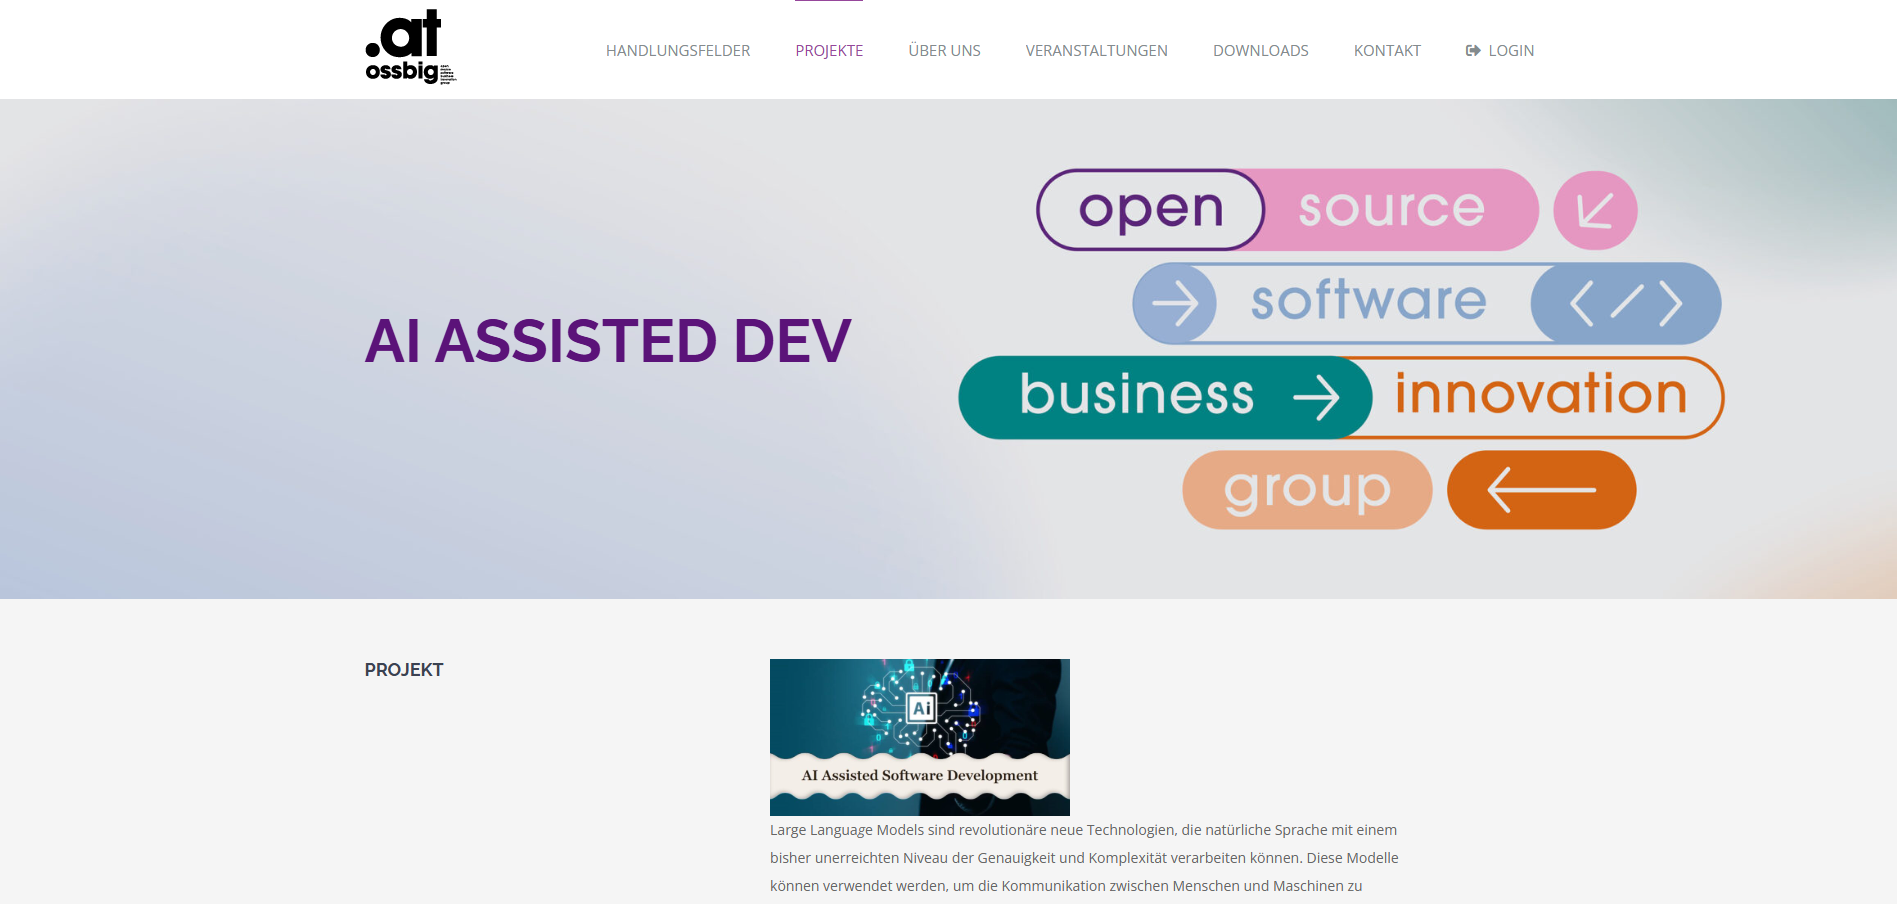 .at
ossbig
HANDLUNGSFELDER
PROJEKTE
ÜBER UNS
VERANSTALTUNGEN
DOWNLOADS
KONTAKT
LOGIN
AI ASSISTED DEV
open source
software
business innovation
group
PROJEKT
Ai
AI Assisted Software Development
Large Language Models sind revolutionäre neue Technologien, die natürliche Sprache mit einem
bisher unerreichten Niveau der Genauigkeit und Komplexität verarbeiten können. Diese Modelle
können verwendet werden, um die Kommunikation zwischen Menschen und Maschinen zu